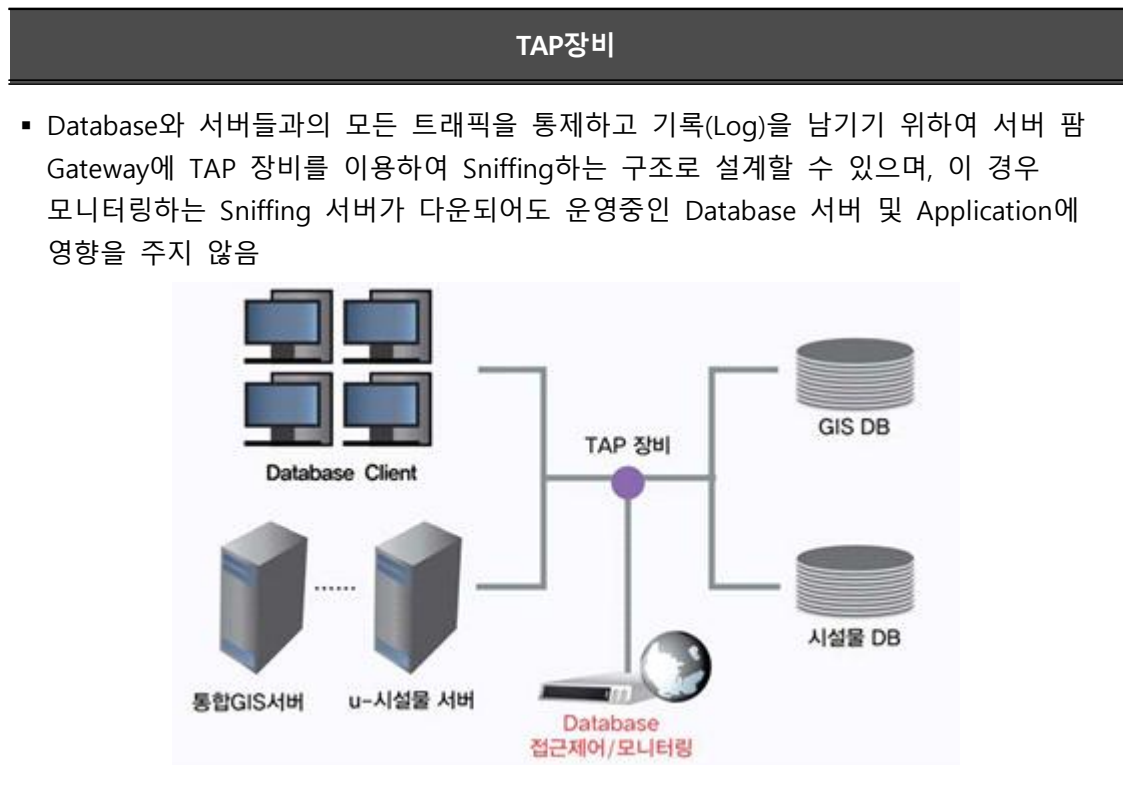 TAP장비
▪ Database와 서버들과의 모든 트래픽을 통제하고 기록(Log)을 남기기 위하여 서버 팜
Gateway에 TAP 장비를 이용하여 Sniffing하는 구조로 설계할 수 있으며, 이 경우
모니터링하는 Sniffing 서버가 다운되어도 운영중인 Database 서버 및 Application에
영향을 주지 않음
Database Client
TAP 장비
GIS DB
통합GIS서버
......
u-시설물 서버
시설물 DB
Database
접근제어/모니터링